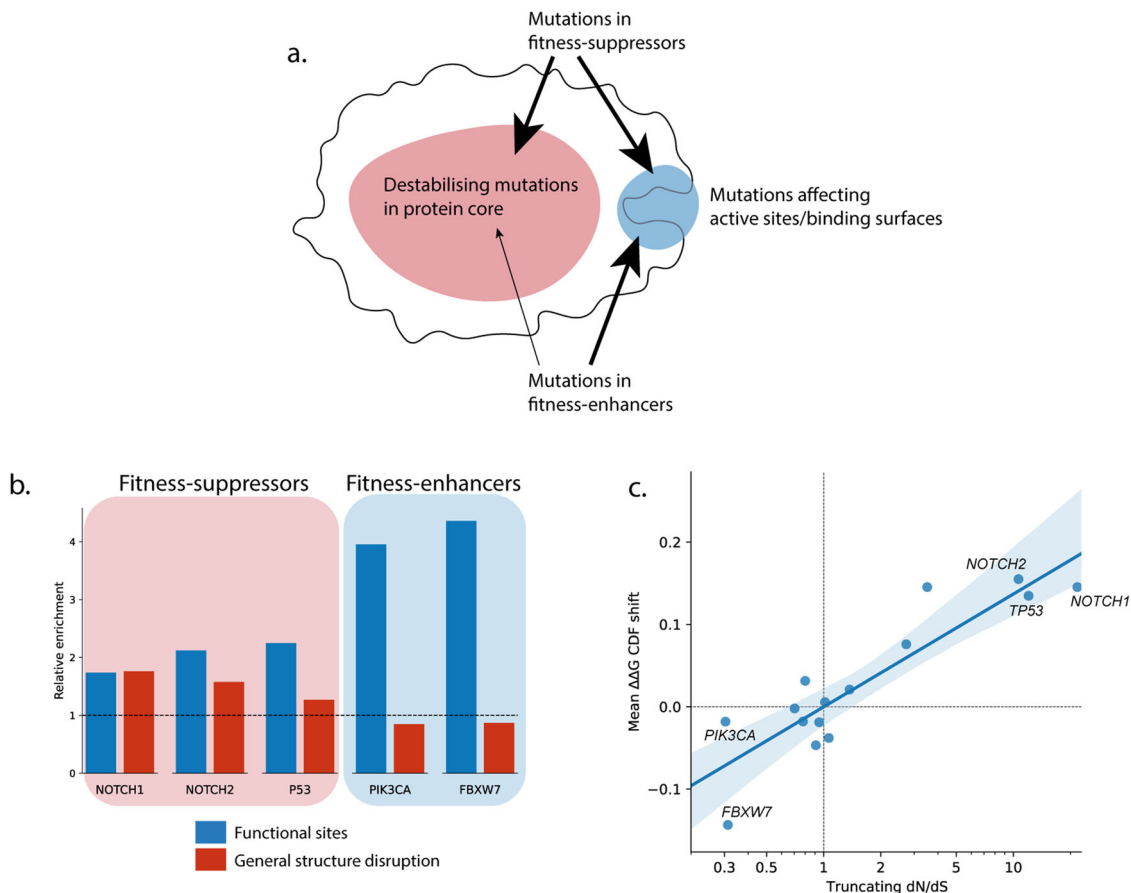 a.
Mutations in
fitness-suppressors
Destabilising mutations
in protein core
Mutations affecting
active sites/binding surfaces
Mutations in
fitness-enhancers
b.
Fitness-suppressors
Fitness-enhancers
Relative enrichment
4
3
2
1
0
NOTCH1
NOTCH2
P53
PIK3CA
FBXW7
Functional sites
General structure disruption
c.
Mean ΔΔG CDF shift
0.2
0.1
0.0
−0.1
NOTCH2
TP53
NOTCH1
PIK3CA
FBXW7
0.3
0.5
1
2
5
10
Truncating dN/dS